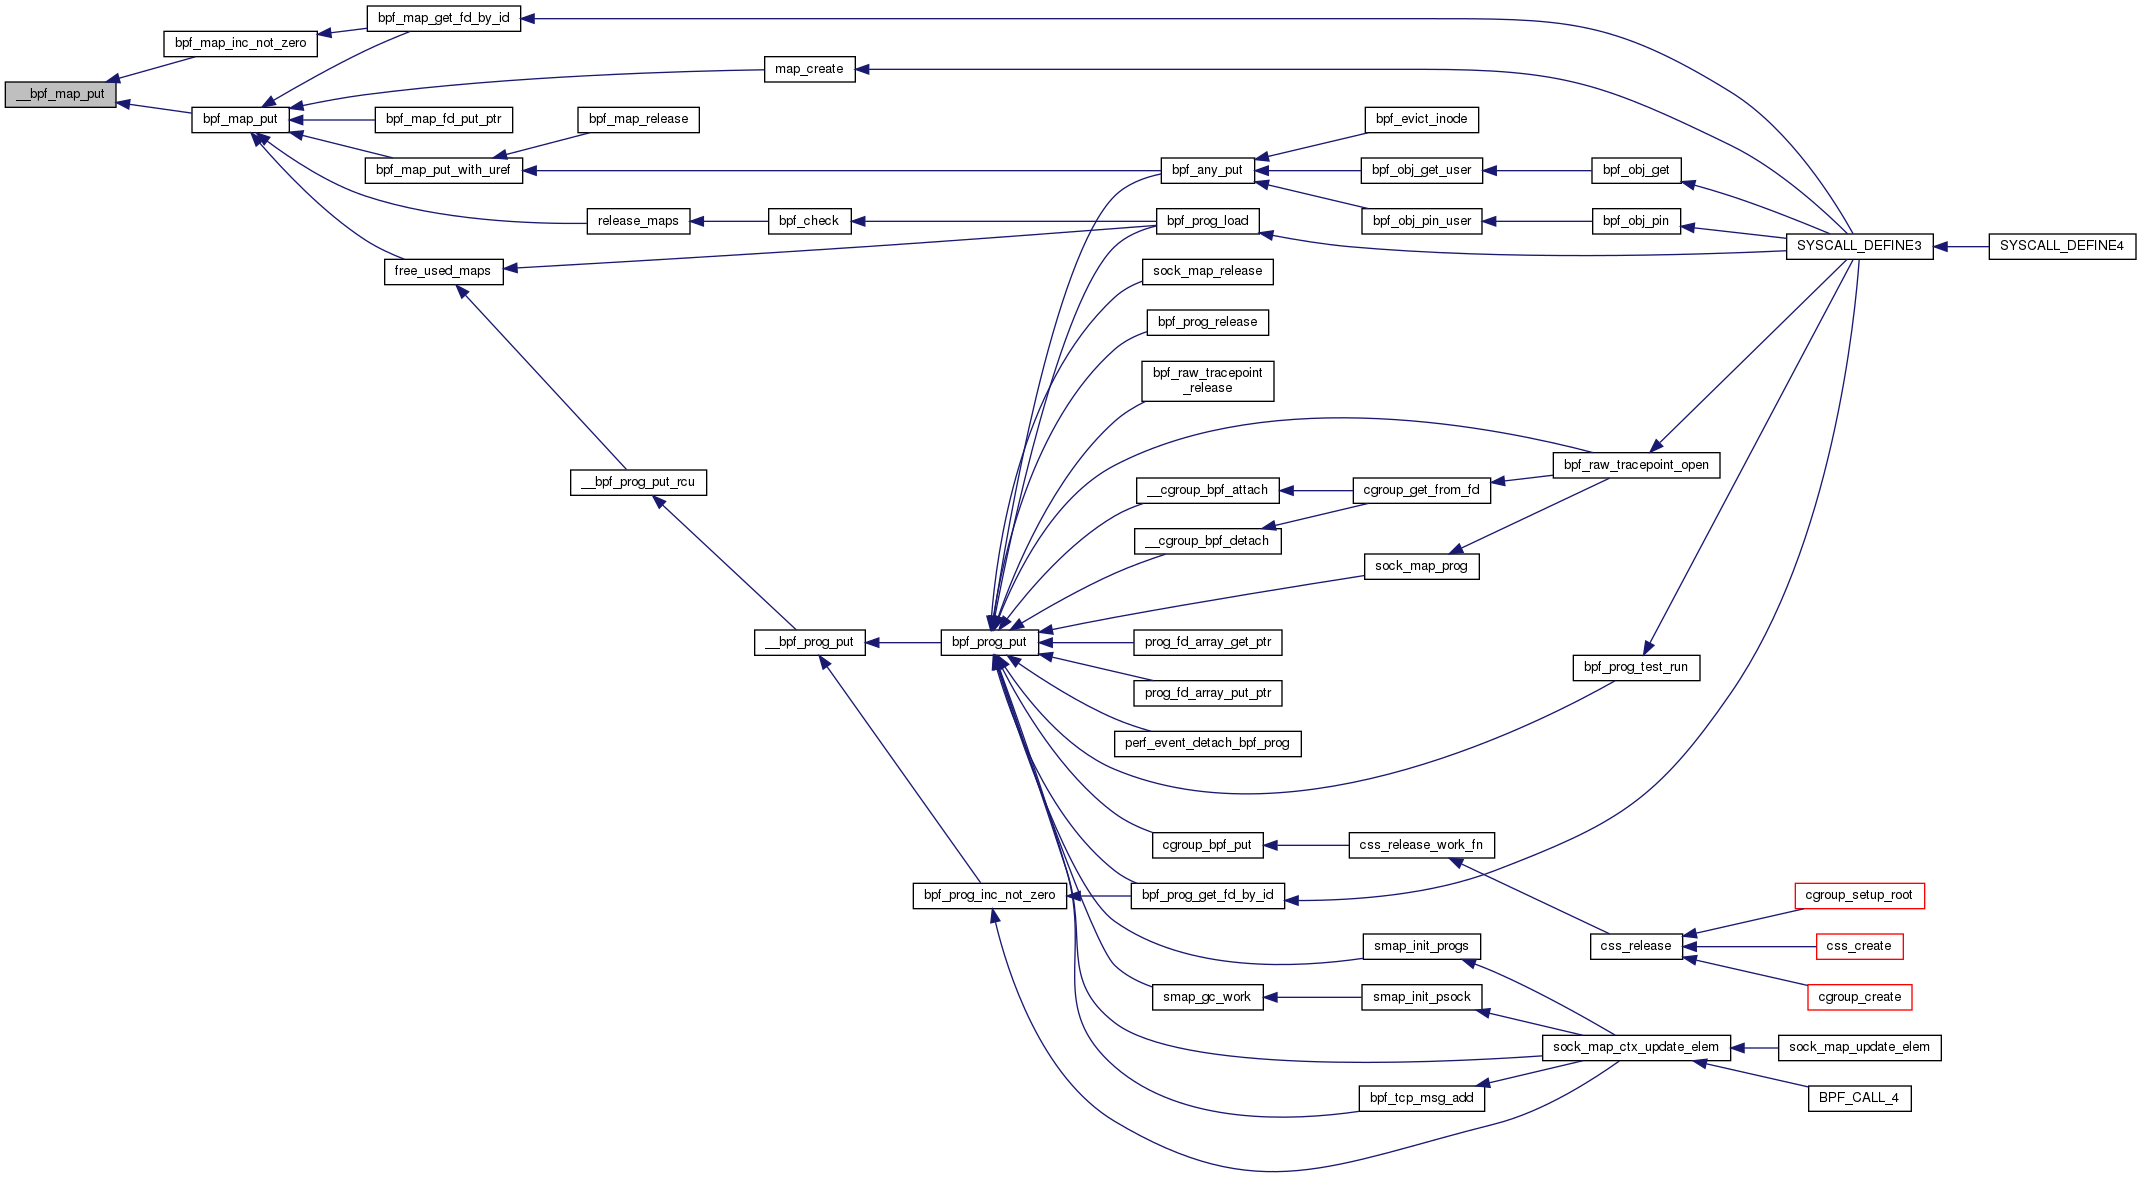 bpf_map_get_fd_by_id
bpf_map_inc_not_zero
map_create
__bpf_map_put
bpf_map_put
bpf_map_fd_put_ptr
bpf_map_release
bpf_evict_inode
bpf_map_put_with_uref
bpf_any_put
bpf_obj_get_user
bpf_obj_get
release_maps
bpf_check
bpf_prog_load
bpf_obj_pin_user
bpf_obj_pin
SYSCALL_DEFINE3
SYSCALL_DEFINE4
free_used_maps
sock_map_release
bpf_prog_release
bpf_raw_tracepoint
_release
bpf_raw_tracepoint_open
__bpf_prog_put_rcu
__cgroup_bpf_attach
cgroup_get_from_fd
__cgroup_bpf_detach
sock_map_prog
__bpf_prog_put
bpf_prog_put
prog_fd_array_get_ptr
bpf_prog_test_run
prog_fd_array_put_ptr
perf_event_detach_bpf_prog
cgroup_bpf_put
css_release_work_fn
bpf_prog_inc_not_zero
bpf_prog_get_fd_by_id
cgroup_setup_root
smap_init_progs
css_release
css_create
smap_gc_work
smap_init_psock
cgroup_create
sock_map_ctx_update_elem
sock_map_update_elem
bpf_tcp_msg_add
BPF_CALL_4